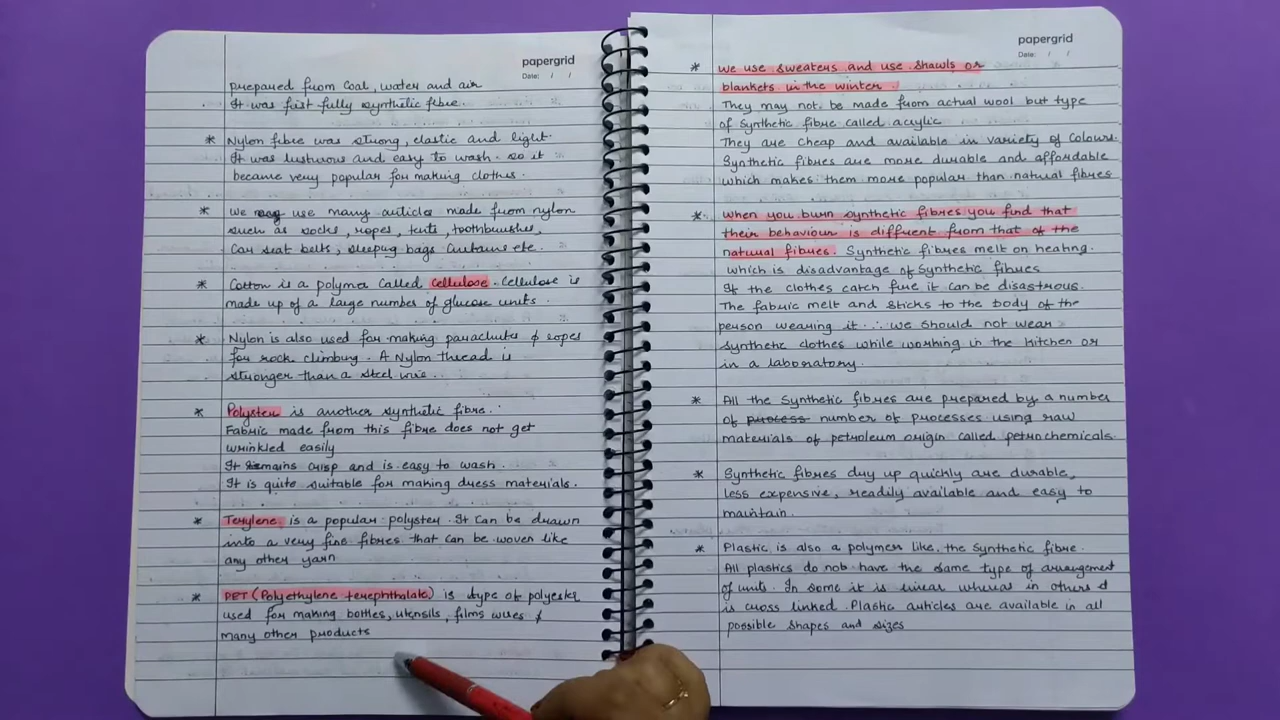 papergrid
Date: / /
prepared from Coal, water and air
It was first fully synthetic fibre.
* Nylon fibre was strong, elastic and light.
It was lustrous and easy to wash. so it
became very popular for making clothes.
* We use many articles made from nylon
such as socks, ropes, tents, toothbrushes,
Car seat belts, sleeping bags Curtains etc.
* Cotton is a polymer called cellulose. Cellulose is
made up of a large number of glucose units.
* Nylon is also used for making parachutes & ropes
for rock climbing. A Nylon thread is
stronger than a steel wire.
* Polyster is another synthetic fibre.
Fabric made from this fibre does not get
wrinkled easily
It remains crisp and is easy to wash.
It is quite suitable for making dress materials.
* Terylene is a popular polyster. It can be drawn
into a very fine fibres that can be woven like
any other yarn
* PET (Polyethylene terephthalate) is type of polyester
used for making bottles, utensils, films wires &
many other products
papergrid
Date: / /
* We use sweaters and use shawls or
blankets in the winter.
They may not be made from actual wool but type
of Synthetic fibre called acrylic
They are cheap and available in variety of Colours.
Synthetic fibres are more durable and affordable
which makes them more popular than natural fibres
* When you burn synthetic fibres you find that
their behaviour is different from that of the
natural fibres. Synthetic fibres melt on heating.
which is disadvantage of Synthetic fibres
If the clothes catch fire it can be disastrous.
The fabric melt and sticks to the body of the
person wearing it. ∴ we should not wear
synthetic clothes while working in the kitchen or
in a laboratory.
* All the Synthetic fibres are prepared by a number
of process number of processes using raw
materials of petroleum origin called petrochemicals.
* Synthetic fibres dry up quickly are durable,
less expensive, readily available and easy to
maintain.
* Plastic is also a polymer like the Synthetic fibre.
All plastics do not have the same type of arrangement
of units. In some it is linear whereas in others it
is cross linked. Plastic articles are available in all
possible shapes and sizes